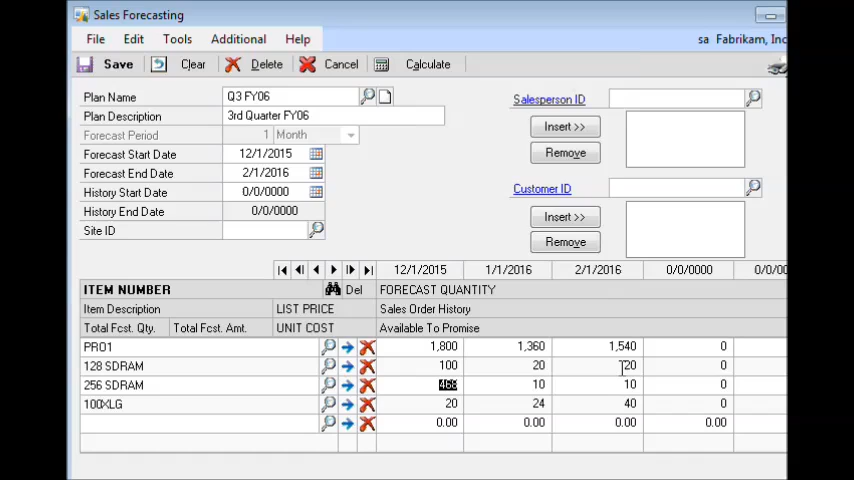 Sales Forecasting
File Edit Tools Additional Help sa Fabrikam, Inc
Save Clear Delete Cancel Calculate
Plan Name Q3 FY06
Plan Description 3rd Quarter FY06
Forecast Period 1 Month
Forecast Start Date 12/1/2015
Forecast End Date 2/1/2016
History Start Date 0/0/0000
History End Date 0/0/0000
Site ID
Salesperson ID
Insert >>
Remove
Customer ID
Insert >>
Remove
12/1/2015 1/1/2016 2/1/2016 0/0/0000 0/0/00
ITEM NUMBER Del FORECAST QUANTITY
Item Description LIST PRICE Sales Order History
Total Fcst. Qty. Total Fcst. Amt. UNIT COST Available To Promise
PRO1 1,800 1,360 1,540 0
128 SDRAM 100 20 20 0
256 SDRAM 468 10 10 0
100XLG 20 24 40 0
0.00 0.00 0.00 0.00